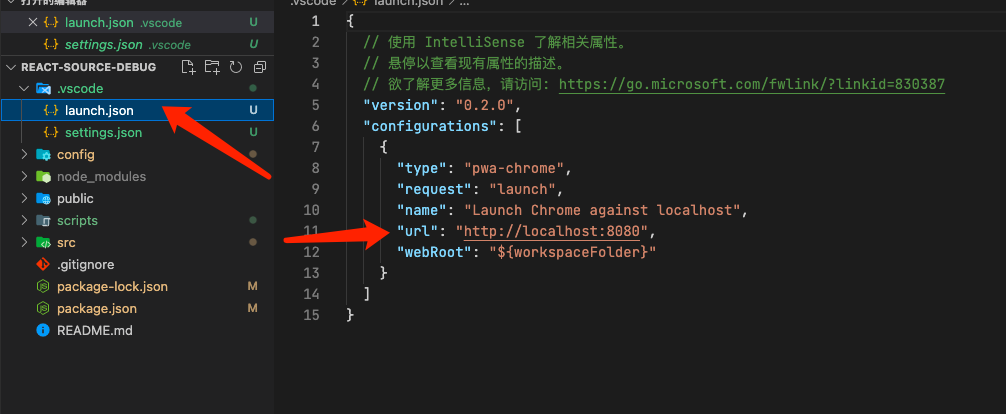 打开的编辑器
launch.json .vscode U
settings.json .vscode U
REACT-SOURCE-DEBUG
.vscode
launch.json U
settings.json U
config
node_modules
public
scripts
src
.gitignore
package-lock.json M
package.json M
README.md
.vscode > launch.json > ...
1 {
2 // 使用 IntelliSense 了解相关属性。
3 // 悬停以查看现有属性的描述。
4 // 欲了解更多信息，请访问: https://go.microsoft.com/fwlink/?linkid=830387
5 "version": "0.2.0",
6 "configurations": [
7 {
8 "type": "pwa-chrome",
9 "request": "launch",
10 "name": "Launch Chrome against localhost",
11 "url": "http://localhost:8080",
12 "webRoot": "${workspaceFolder}"
13 }
14 ]
15 }